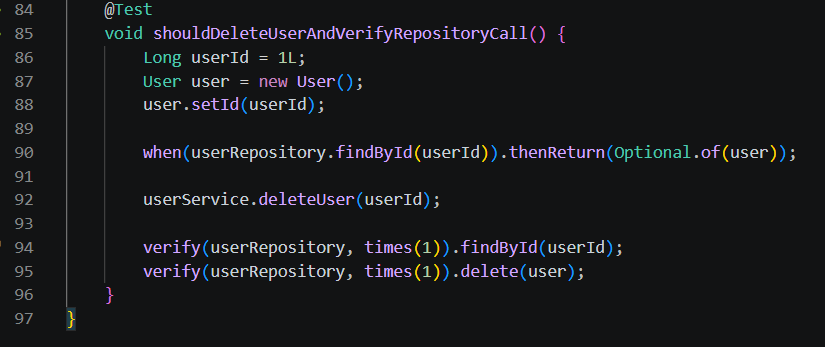 84 @Test
85 void shouldDeleteUserAndVerifyRepositoryCall() {
86 Long userId = 1L;
87 User user = new User();
88 user.setId(userId);
89
90 when(userRepository.findById(userId)).thenReturn(Optional.of(user));
91
92 userService.deleteUser(userId);
93
94 verify(userRepository, times(1)).findById(userId);
95 verify(userRepository, times(1)).delete(user);
96 }
97 }